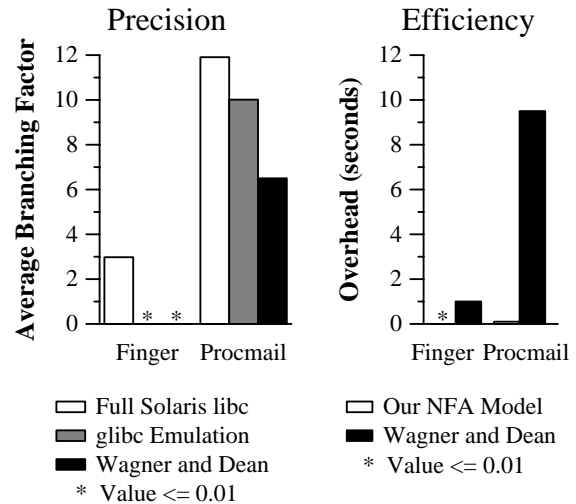 Precision
Average Branching Factor
12
10
8
6
4
2
0
* *
Finger Procmail
Full Solaris libc
glibc Emulation
Wagner and Dean
* Value <= 0.01
Efficiency
Overhead (seconds)
12
10
8
6
4
2
0
*
Finger Procmail
Our NFA Model
Wagner and Dean
* Value <= 0.01